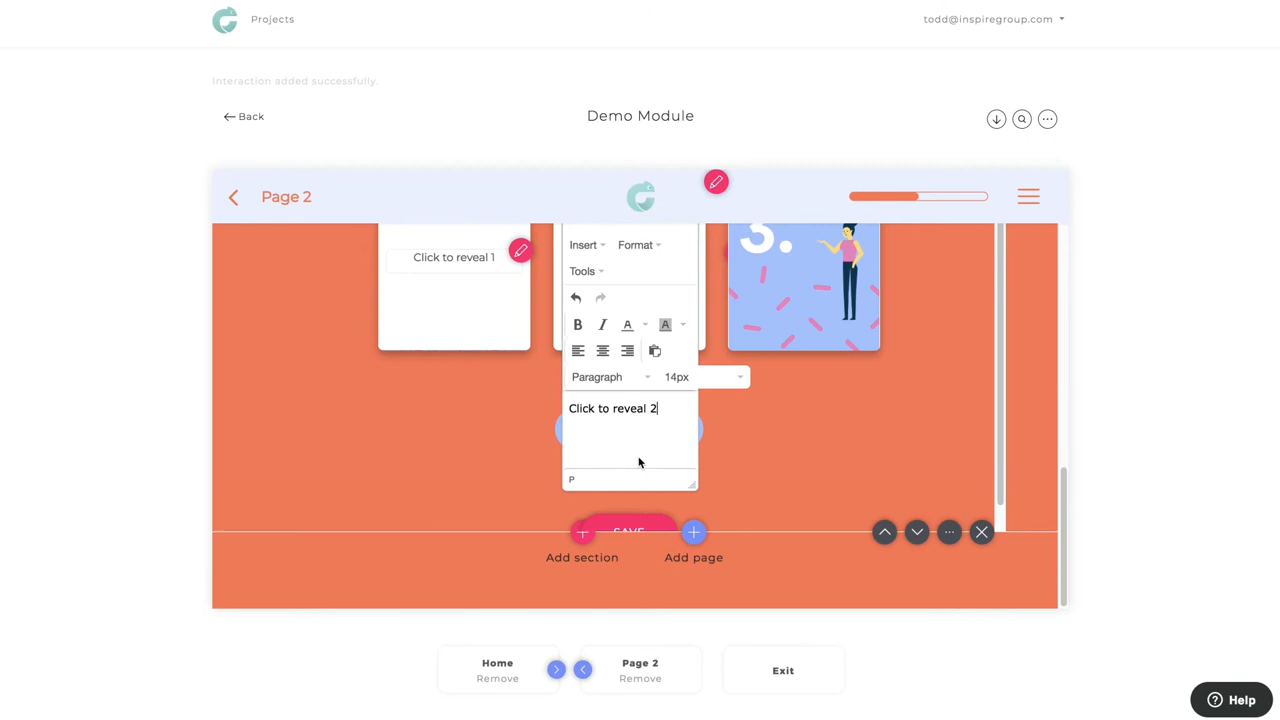 Projects
todd@inspiregroup.com
Interaction added successfully.
Back
Demo Module
Page 2
3.
Insert Format
Click to reveal 1
Tools
B I A A
Paragraph 14px
Click to reveal 2
P
SAVE
Add section Add page
Home
Remove
Page 2
Remove
Exit
Help